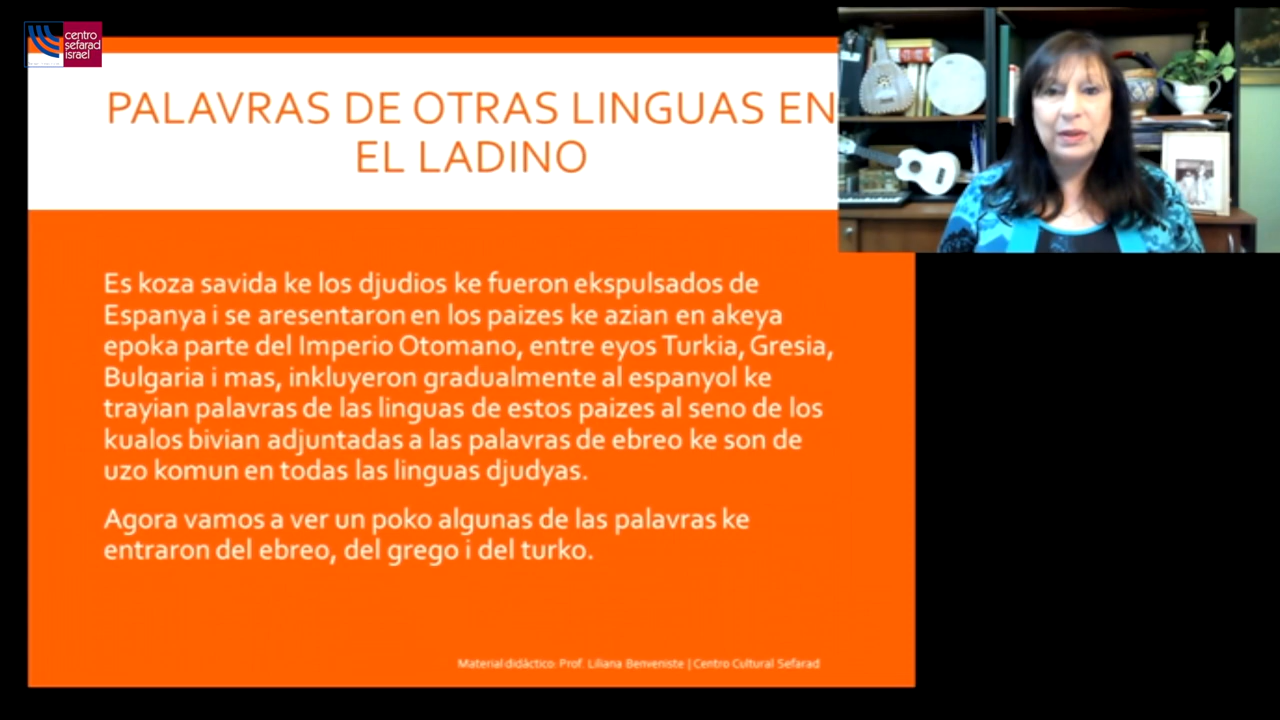 centro
sefarad
israel
PALAVRAS DE OTRAS LINGUAS EN
EL LADINO
Es koza savida ke los djudios ke fueron ekspulsados de
Espanya i se aresentaron en los paizes ke azian en akeya
epoka parte del Imperio Otomano, entre eyos Turkia, Gresia,
Bulgaria i mas, inkluyeron gradualmente al espanyol ke
trayian palavras de las linguas de estos paizes al seno de los
kualos bivian adjuntadas a las palavras de ebreo ke son de
uzo komun en todas las linguas djudyas.
Agora vamos a ver un poko algunas de las palavras ke
entraron del ebreo, del grego i del turko.
Material didáctico: Prof. Liliana Benveniste | Centro Cultural Sefarad